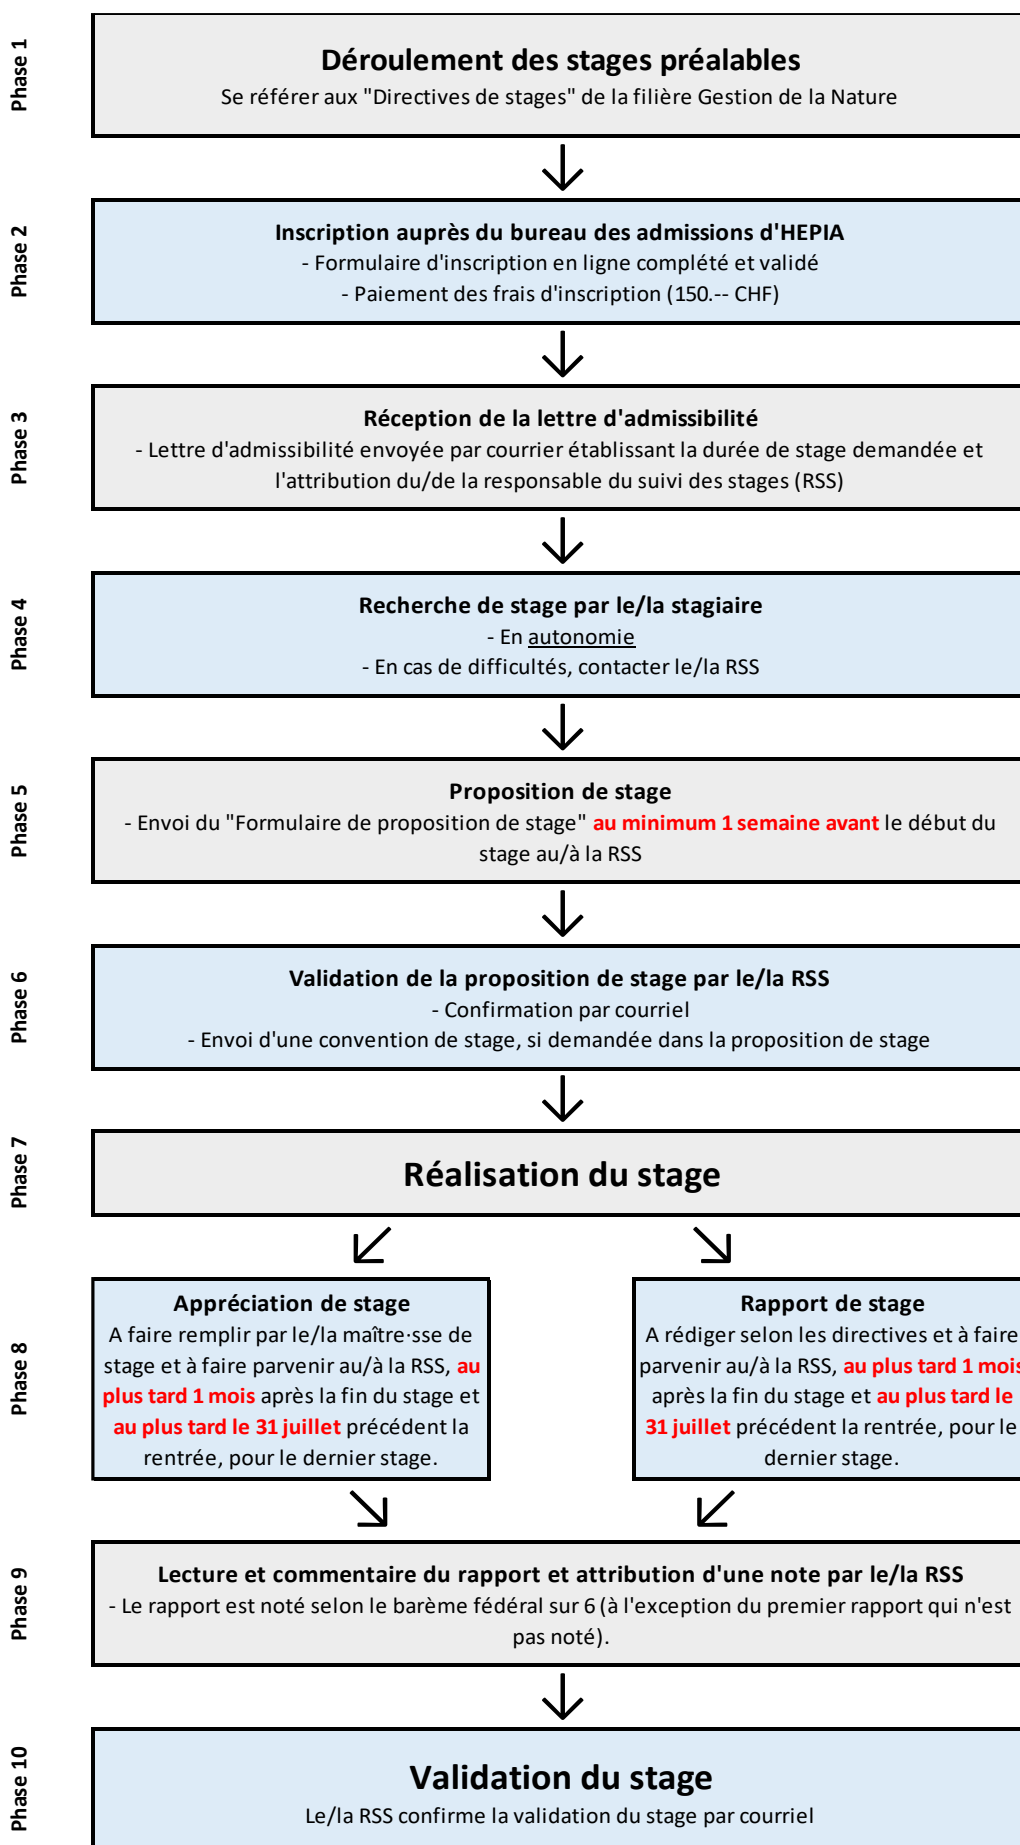 Phase 1
Déroulement des stages préalables
Se référer aux "Directives de stages" de la filière Gestion de la Nature
Phase 2
Inscription auprès du bureau des admissions d'HEPIA
- Formulaire d'inscription en ligne complété et validé
- Paiement des frais d'inscription (150.-- CHF)
Phase 3
Réception de la lettre d'admissibilité
- Lettre d'admissibilité envoyée par courrier établissant la durée de stage demandée et
l'attribution du/de la responsable du suivi des stages (RSS)
Phase 4
Recherche de stage par le/la stagiaire
- En autonomie
- En cas de difficultés, contacter le/la RSS
Phase 5
Proposition de stage
- Envoi du "Formulaire de proposition de stage" au minimum 1 semaine avant le début du
stage au/à la RSS
Phase 6
Validation de la proposition de stage par le/la RSS
- Confirmation par courriel
- Envoi d'une convention de stage, si demandée dans la proposition de stage
Phase 7
Réalisation du stage
Phase 8
Appréciation de stage
A faire remplir par le/la maître·sse de
stage et à faire parvenir au/à la RSS, au
plus tard 1 mois après la fin du stage et
au plus tard le 31 juillet précédent la
rentrée, pour le dernier stage.
Rapport de stage
A rédiger selon les directives et à faire
parvenir au/à la RSS, au plus tard 1 mois
après la fin du stage et au plus tard le
31 juillet précédent la rentrée, pour le
dernier stage.
Phase 9
Lecture et commentaire du rapport et attribution d'une note par le/la RSS
- Le rapport est noté selon le barème fédéral sur 6 (à l'exception du premier rapport qui n'est
pas noté).
Phase 10
Validation du stage
Le/la RSS confirme la validation du stage par courriel